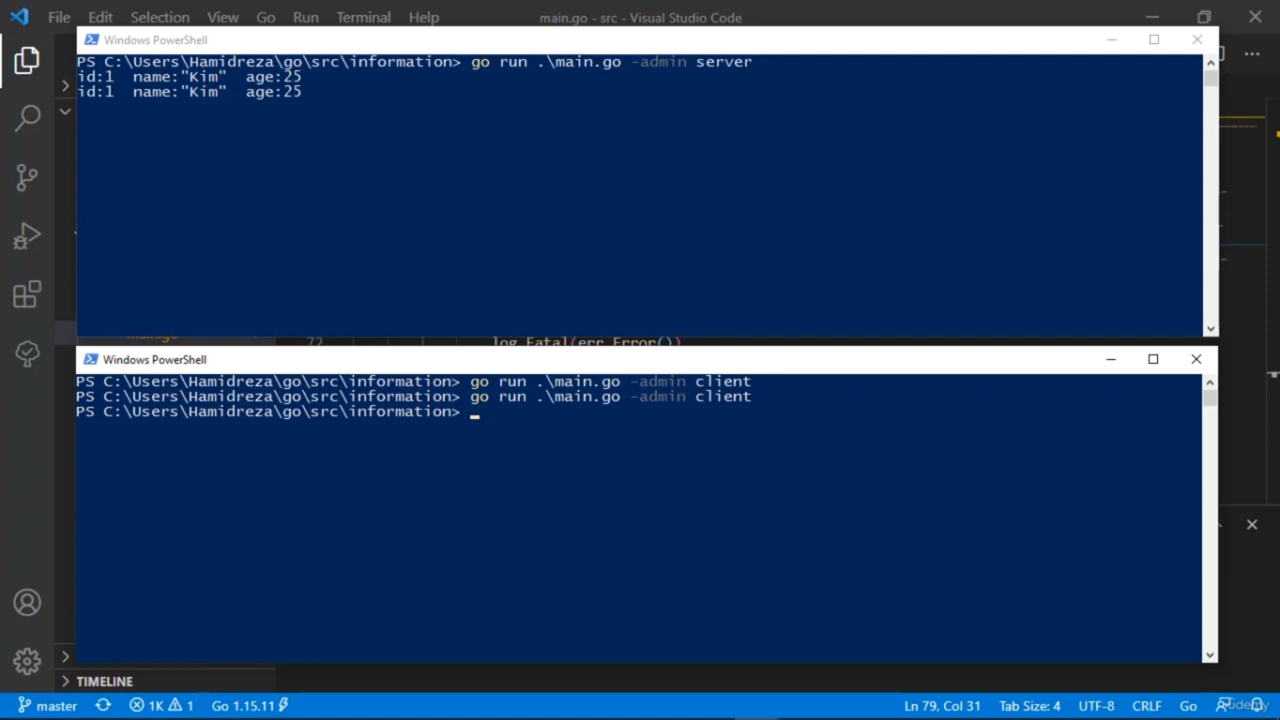 File Edit Selection View Go Run Terminal Help main.go - src - Visual Studio Code
Windows PowerShell
PS C:\Users\Hamidreza\go\src\information> go run .\main.go -admin server
id:1 name:"Kim" age:25
id:1 name:"Kim" age:25
72 log.Fatal(err.Error())
Windows PowerShell
PS C:\Users\Hamidreza\go\src\information> go run .\main.go -admin client
PS C:\Users\Hamidreza\go\src\information> go run .\main.go -admin client
PS C:\Users\Hamidreza\go\src\information>
TIMELINE
master 1K 1 Go 1.15.11 Ln 79, Col 31 Tab Size: 4 UTF-8 CRLF Go